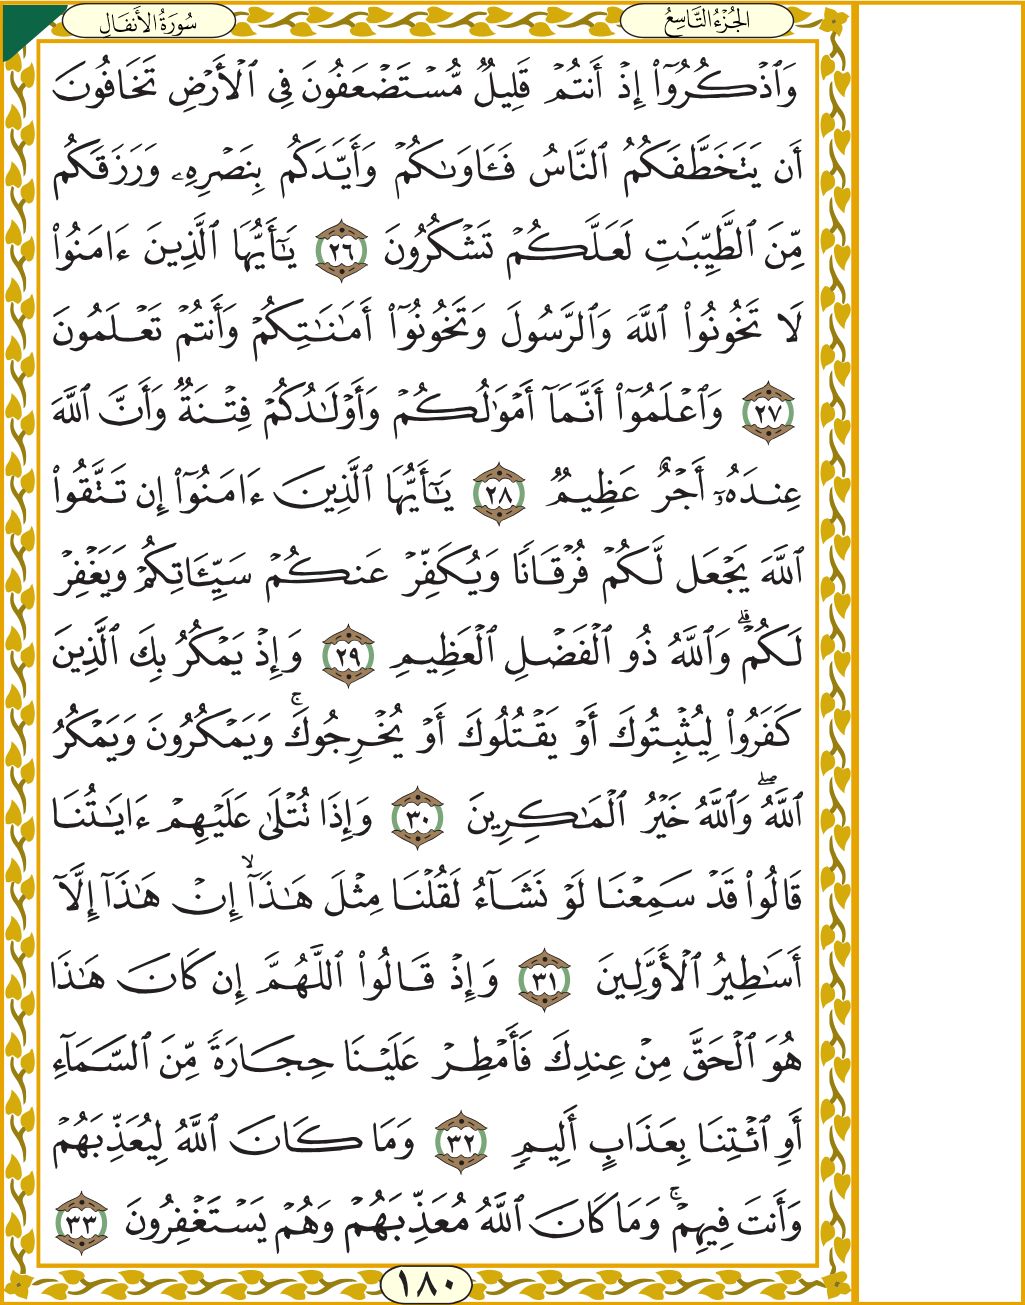 الجُزْءُ التَّاسِعُ
سُورَةُ الأَنفَال
وَٱذۡكُرُوٓاْ إِذۡ أَنتُمۡ قَلِيلٞ مُّسۡتَضۡعَفُونَ فِي ٱلۡأَرۡضِ تَخَافُونَ
أَن يَتَخَطَّفَكُمُ ٱلنَّاسُ فَـَٔاوَىٰكُمۡ وَأَيَّدَكُم بِنَصۡرِهِۦ وَرَزَقَكُم
مِّنَ ٱلطَّيِّبَٰتِ لَعَلَّكُمۡ تَشۡكُرُونَ ٢٦ يَٰٓأَيُّهَا ٱلَّذِينَ ءَامَنُواْ
لَا تَخُونُواْ ٱللَّهَ وَٱلرَّسُولَ وَتَخُونُوٓاْ أَمَٰنَٰتِكُمۡ وَأَنتُمۡ تَعۡلَمُونَ
٢٧ وَٱعۡلَمُوٓاْ أَنَّمَآ أَمۡوَٰلُكُمۡ وَأَوۡلَٰدُكُمۡ فِتۡنَةٞ وَأَنَّ ٱللَّهَ
عِندَهُۥٓ أَجۡرٌ عَظِيمٞ ٢٨ يَٰٓأَيُّهَا ٱلَّذِينَ ءَامَنُوٓاْ إِن تَتَّقُواْ
ٱللَّهَ يَجۡعَل لَّكُمۡ فُرۡقَانٗا وَيُكَفِّرۡ عَنكُمۡ سَيِّـَٔاتِكُمۡ وَيَغۡفِرۡ
لَكُمۡۗ وَٱللَّهُ ذُو ٱلۡفَضۡلِ ٱلۡعَظِيمِ ٢٩ وَإِذۡ يَمۡكُرُ بِكَ ٱلَّذِينَ
كَفَرُواْ لِيُثۡبِتُوكَ أَوۡ يَقۡتُلُوكَ أَوۡ يُخۡرِجُوكَۚ وَيَمۡكُرُونَ وَيَمۡكُرُ
ٱللَّهُۖ وَٱللَّهُ خَيۡرُ ٱلۡمَٰكِرِينَ ٣٠ وَإِذَا تُتۡلَىٰ عَلَيۡهِمۡ ءَايَٰتُنَا
قَالُواْ قَدۡ سَمِعۡنَا لَوۡ نَشَآءُ لَقُلۡنَا مِثۡلَ هَٰذَآۙ إِنۡ هَٰذَآ إِلَّآ
أَسَٰطِيرُ ٱلۡأَوَّلِينَ ٣١ وَإِذۡ قَالُواْ ٱللَّهُمَّ إِن كَانَ هَٰذَا
هُوَ ٱلۡحَقَّ مِنۡ عِندِكَ فَأَمۡطِرۡ عَلَيۡنَا حِجَارَةٗ مِّنَ ٱلسَّمَآءِ
أَوِ ٱئۡتِنَا بِعَذَابٍ أَلِيمٖ ٣٢ وَمَا كَانَ ٱللَّهُ لِيُعَذِّبَهُمۡ
وَأَنتَ فِيهِمۡۚ وَمَا كَانَ ٱللَّهُ مُعَذِّبَهُمۡ وَهُمۡ يَسۡتَغۡفِرُونَ ٣٣
١٨٠